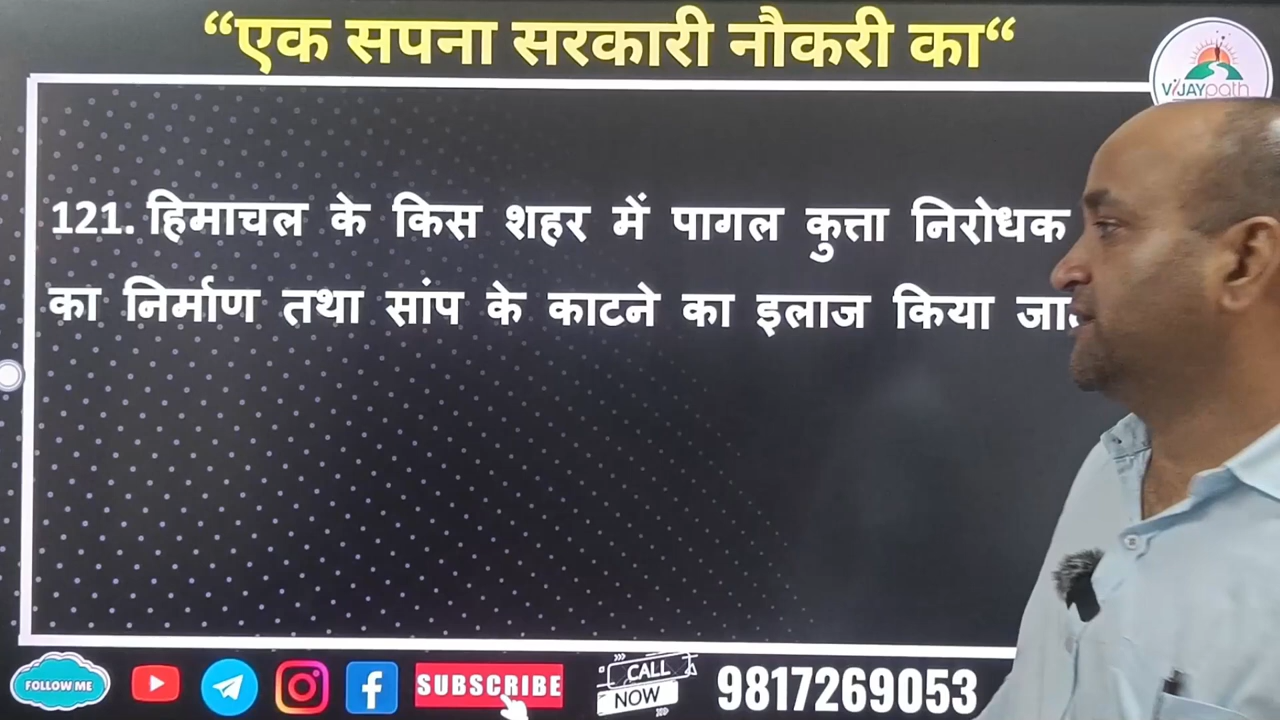 “एक सपना सरकारी नौकरी का“
VIJAYpath
121. हिमाचल के किस शहर में पागल कुत्ता निरोधक
का निर्माण तथा सांप के काटने का इलाज किया
FOLLOW ME
SUBSCRIBE
CALL
NOW
9817269053